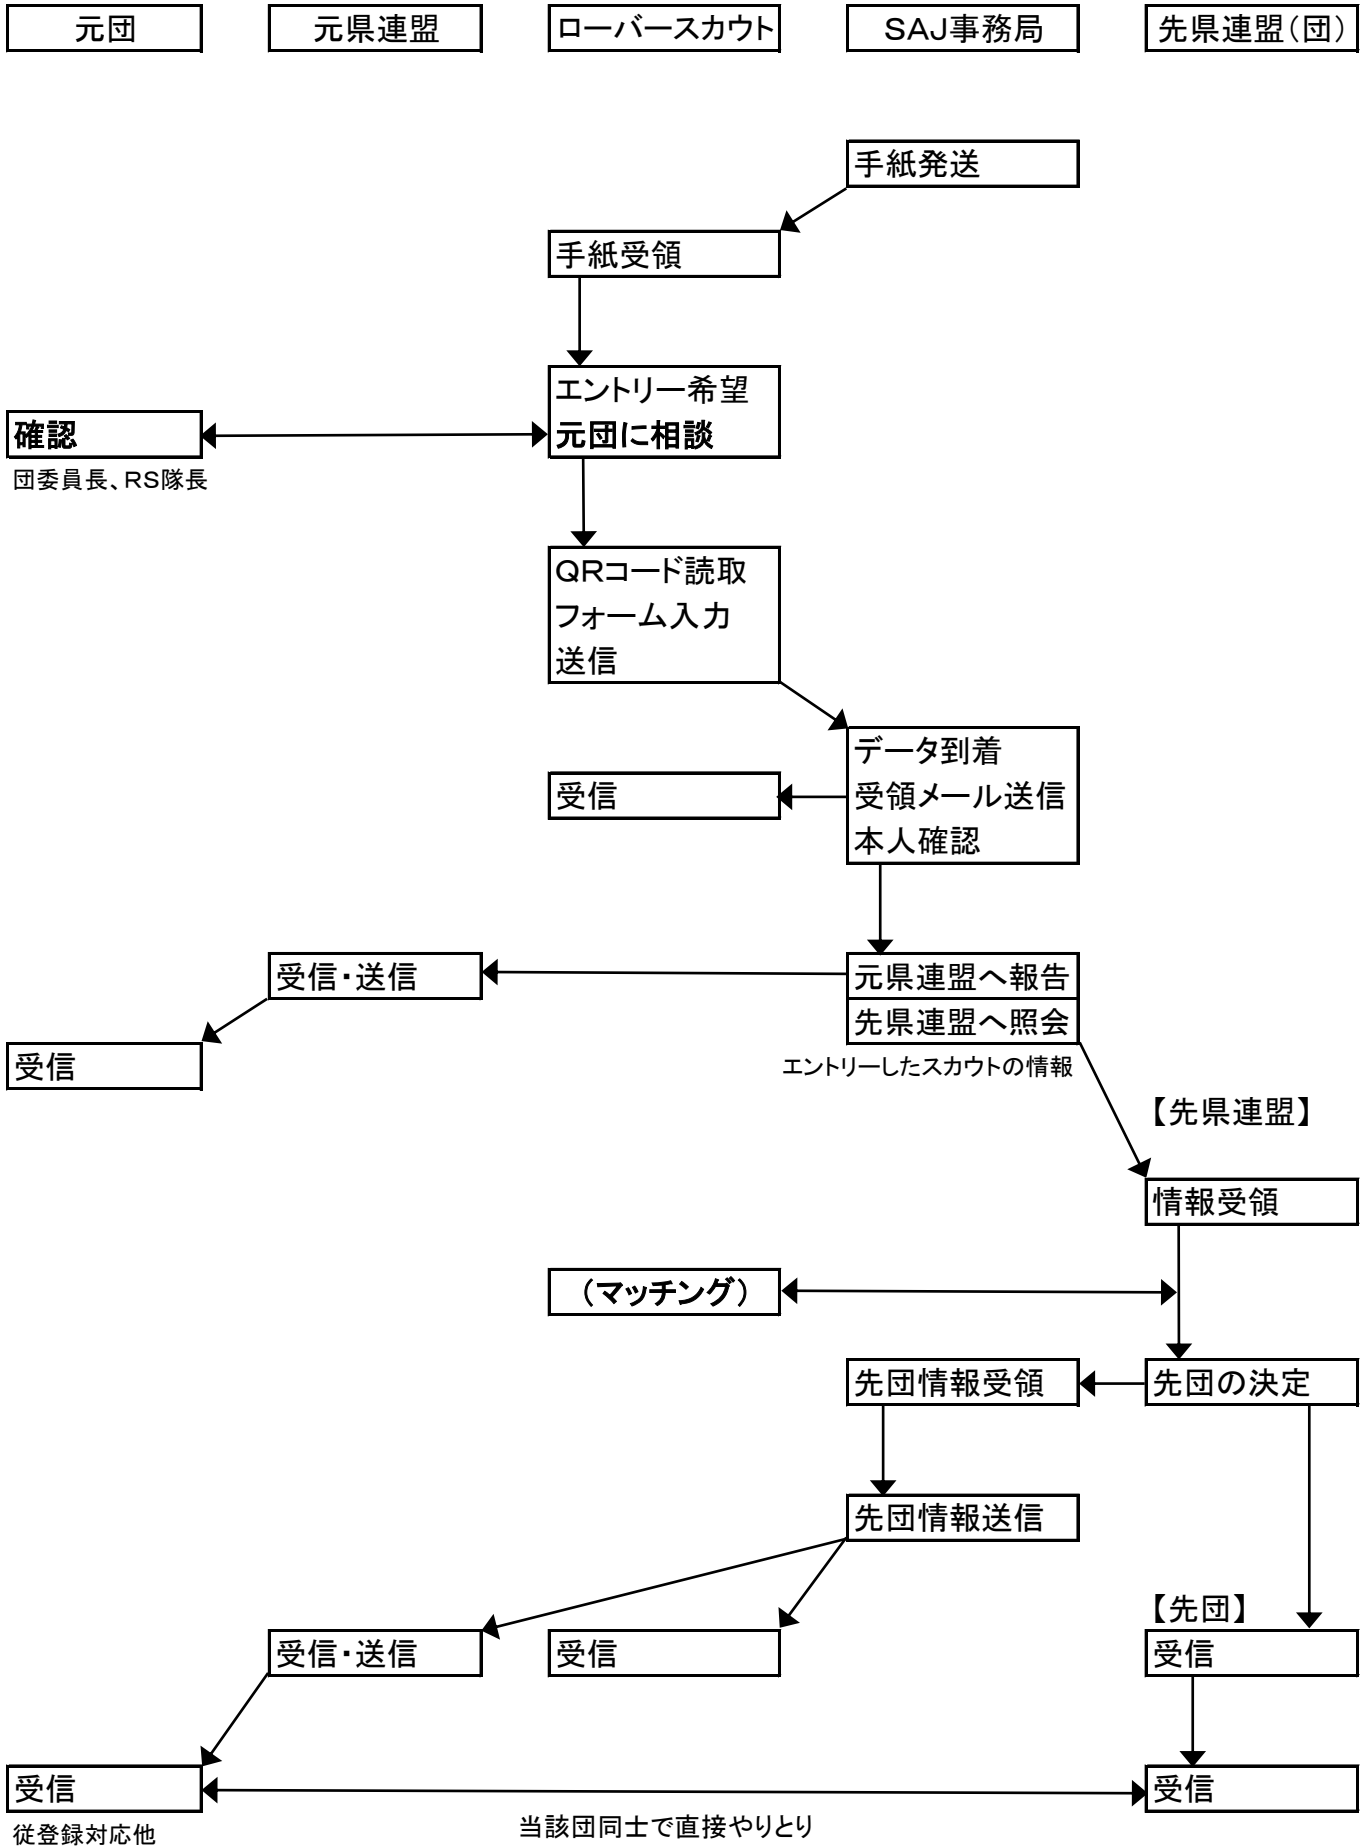 元団
元県連盟
ローバースカウト
SAJ事務局
先県連盟(団)
手紙発送
手紙受領
エントリー希望
元団に相談
確認
団委員長、RS隊長
QRコード読取
フォーム入力
送信
データ到着
受領メール送信
本人確認
受信
受信・送信
元県連盟へ報告
先県連盟へ照会
受信
エントリーしたスカウトの情報
【先県連盟】
情報受領
(マッチング)
先団情報受領
先団の決定
先団情報送信
【先団】
受信・送信
受信
受信
受信
受信
従登録対応他
当該団同士で直接やりとり